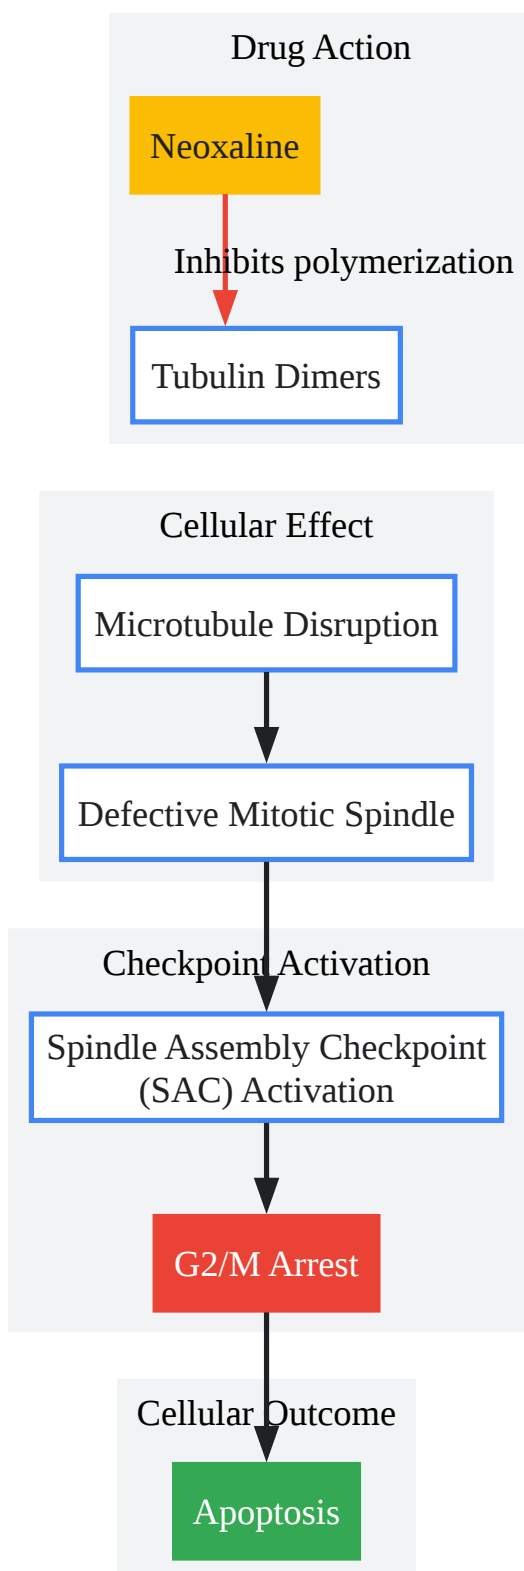 Drug Action
Neoxaline
Inhibits polymerization
Tubulin Dimers
Cellular Effect
Microtubule Disruption
Defective Mitotic Spindle
Checkpoint Activation
Spindle Assembly Checkpoint
(SAC) Activation
G2/M Arrest
Cellular Outcome
Apoptosis